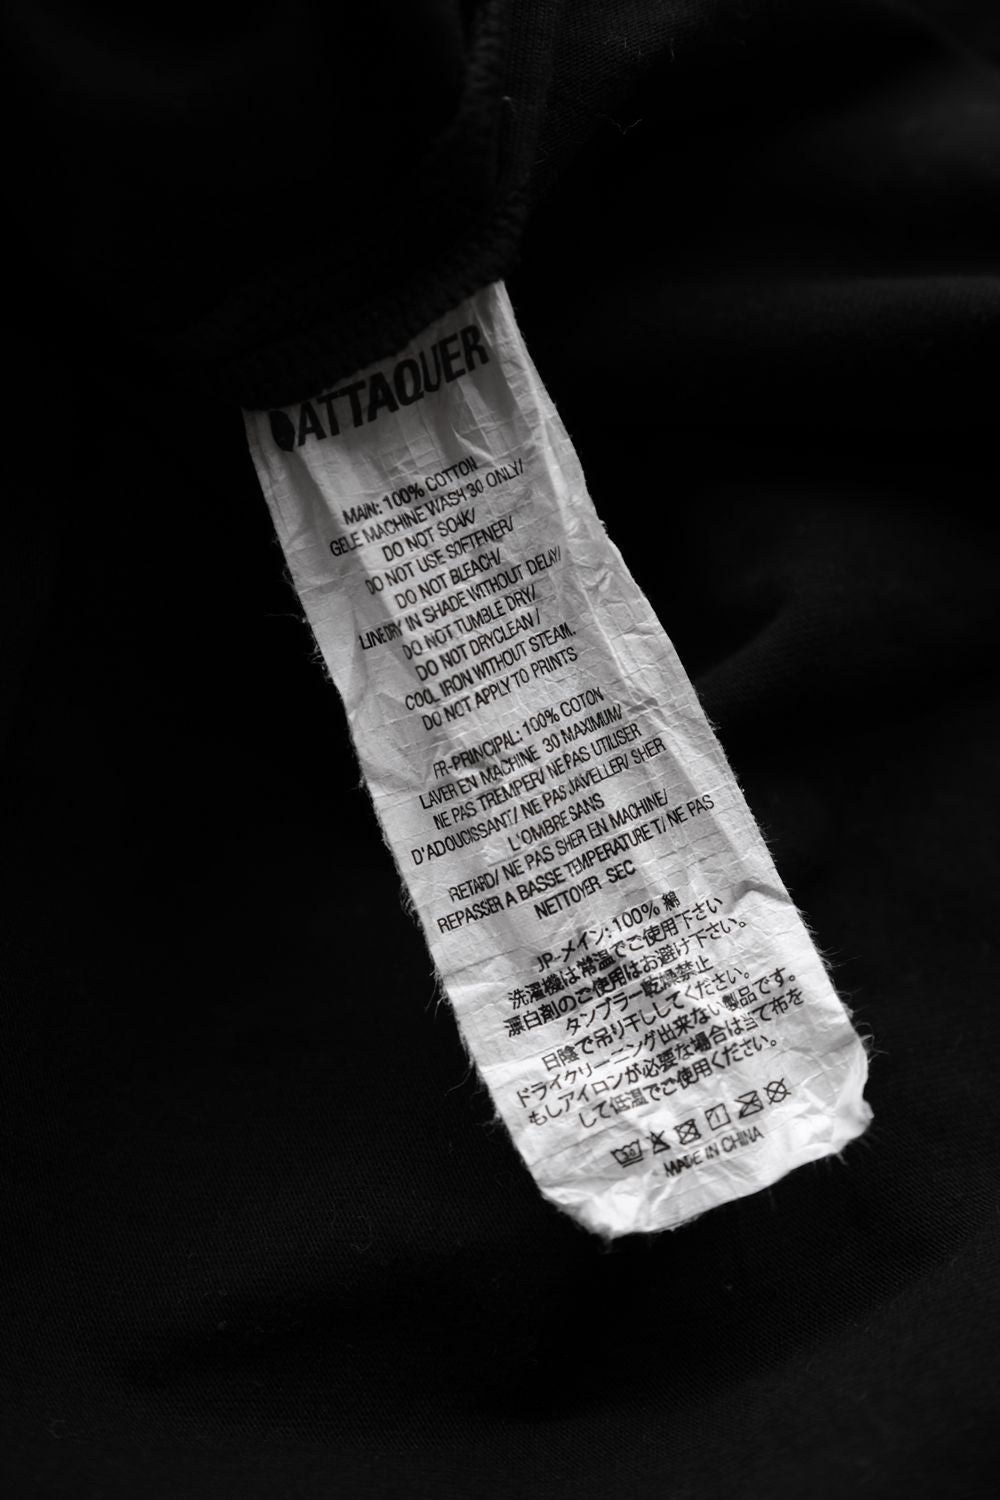 ATTAQUER
MAIN: 100% COTTON
GELE MACHINE WASH 30 ONLY/
DO NOT SOAK/
DO NOT USE SOFTENER/
DO NOT BLEACH/
LINE DRY IN SHADE WITHOUT DELAY/
DO NOT TUMBLE DRY/
DO NOT DRYCLEAN /
COOL IRON WITHOUT STEAM.
DO NOT APPLY TO PRINTS
FR-PRINCIPAL: 100% COTON
LAVER EN MACHINE 30 MAXIMUM/
NE PAS TREMPER/ NE PAS UTILISER
D'ADOUCISSANT/ NE PAS JAVELLER/ SHER
L'OMBRE SANS
RETARD/ NE PAS SHER EN MACHINE/
REPASSER A BASSE TEMPERATURE T/ NE PAS
NETTOYER SEC
JP-メイン: 100% 綿
洗濯機は常温でご使用下さい
漂白剤のご使用はお避け下さい。
タンブラー乾燥禁止
日陰で吊り干ししてください。
ドライクリーニング出来ない製品です。
もしアイロンが必要な場合は当て布を
して低温でご使用ください。
30
MADE IN CHINA